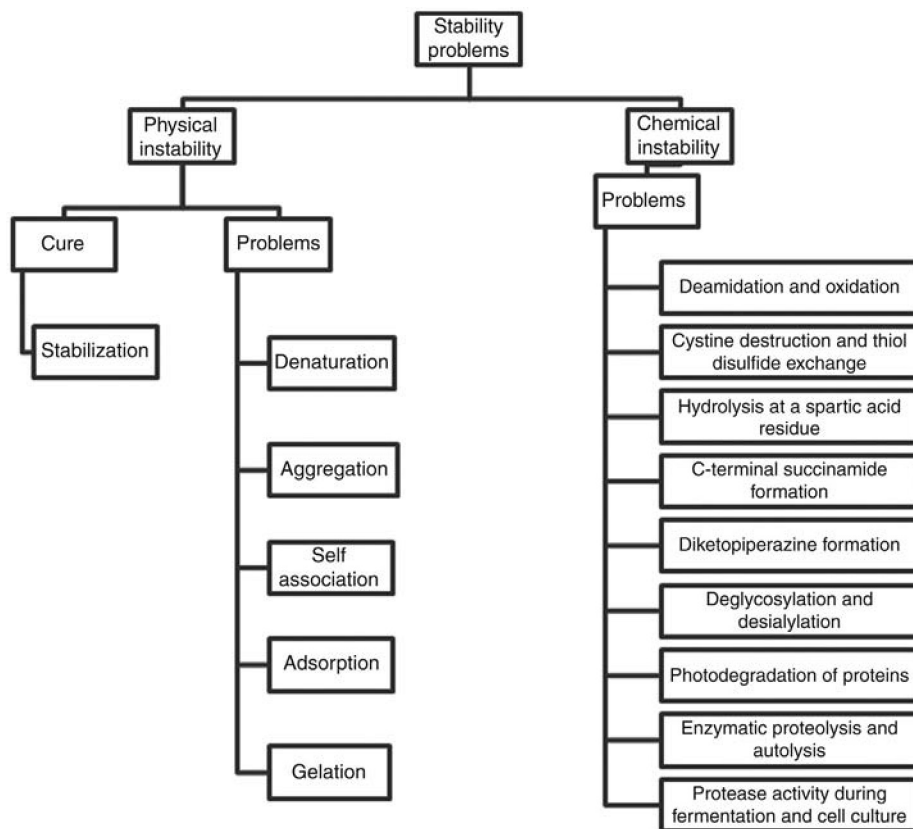 Stability
problems
Physical
instability
Chemical
instability
Cure
Problems
Problems
Stabilization
Denaturation
Aggregation
Self
association
Adsorption
Gelation
Deamidation and oxidation
Cystine destruction and thiol
disulfide exchange
Hydrolysis at a spartic acid
residue
C-terminal succinamide
formation
Diketopiperazine formation
Deglycosylation and
desialylation
Photodegradation of proteins
Enzymatic proteolysis and
autolysis
Protease activity during
fermentation and cell culture